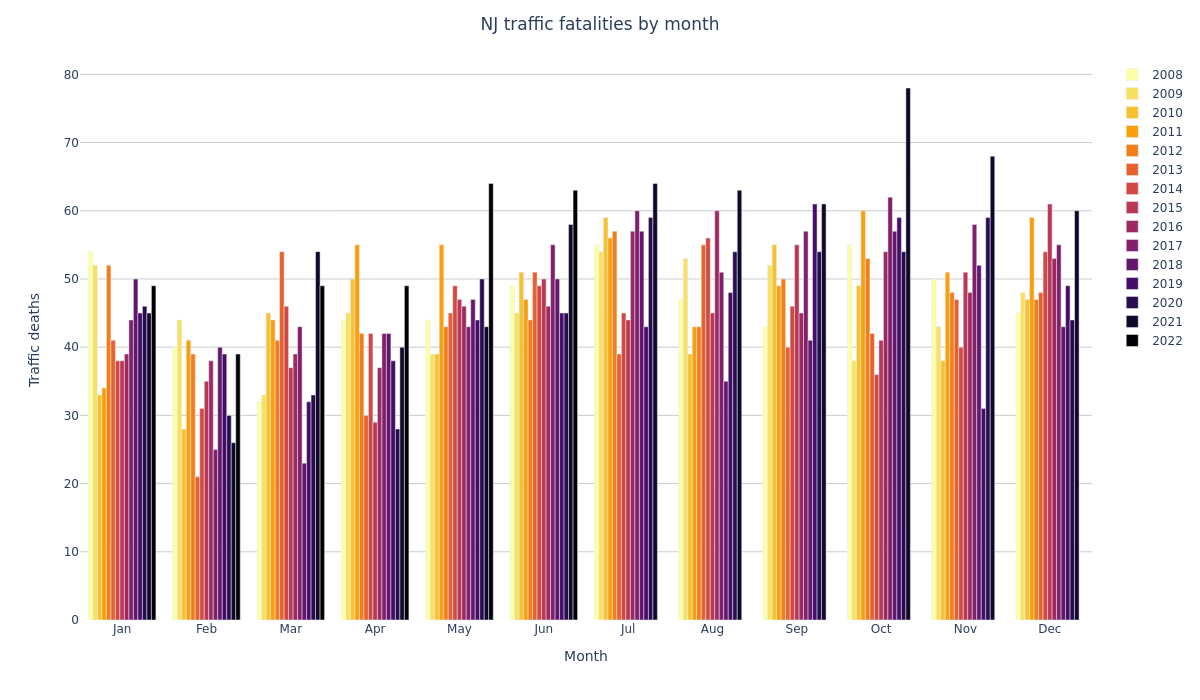 NJ traffic fatalities by month
80
70
60
50
40
30
20
10
0
Traffic deaths
Jan
Feb
Mar
Apr
May
Jun
Jul
Aug
Sep
Oct
Nov
Dec
Month
2008
2009
2010
2011
2012
2013
2014
2015
2016
2017
2018
2019
2020
2021
2022